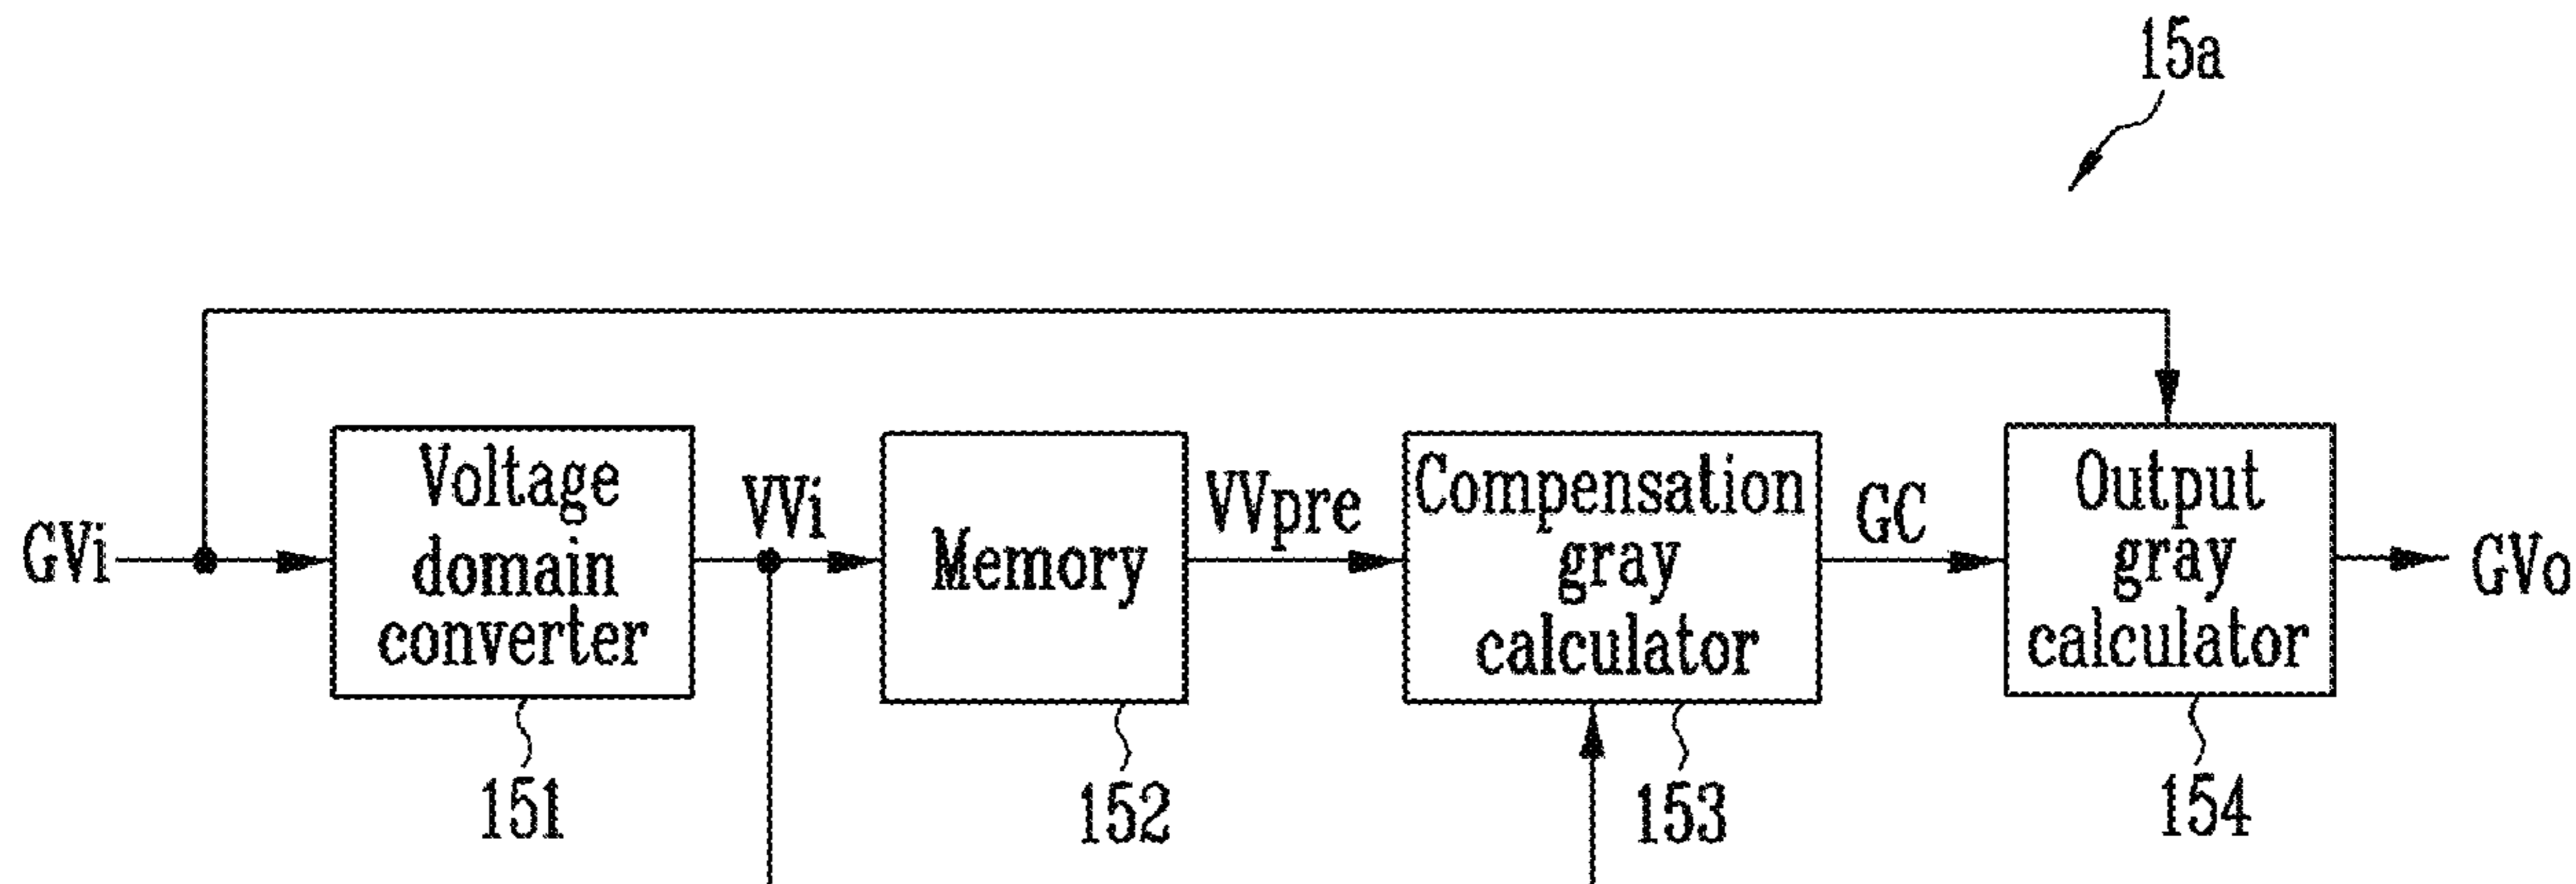 15a
GVi
Voltage
domain
converter
VVi
Memory
VVpre
Compensation
gray
calculator
GC
Output
gray
calculator
GVo
151
152
153
154